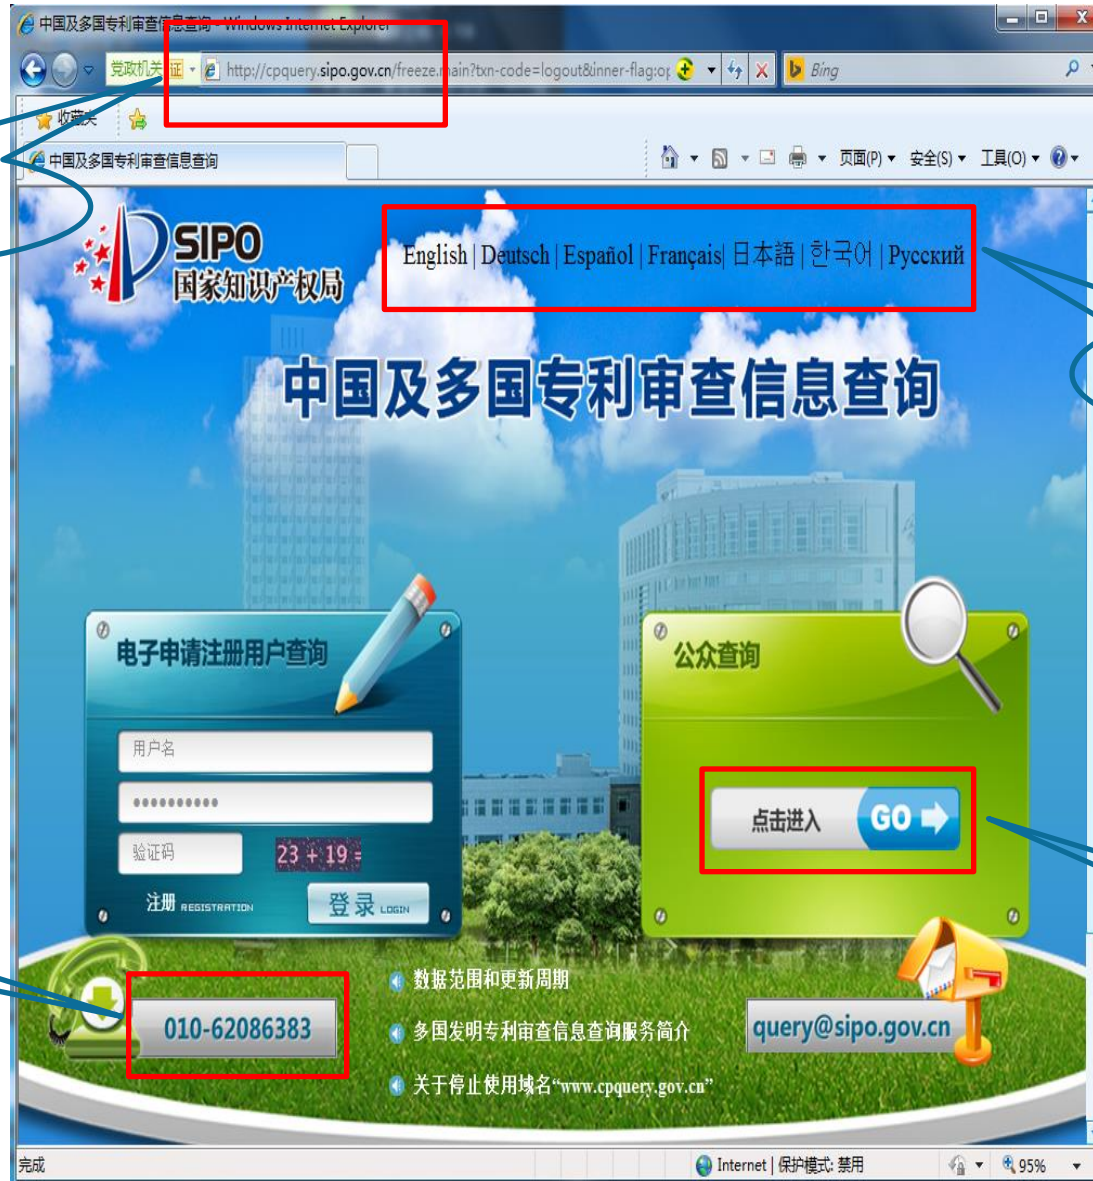 中国及多国专利审查信息查询 - Windows Internet Explorer
党政机关 证 http://cpquery.sipo.gov.cn/freeze.main?txn-code=logout&inner-flag:op Bing
收藏夹
中国及多国专利审查信息查询 页面(P) 安全(S) 工具(O)
SIPO
国家知识产权局
English | Deutsch | Español | Français| 日本語 | 한국어 | Русский
中国及多国专利审查信息查询
电子申请注册用户查询
用户名
验证码 23 + 19 =
注册 REGISTRATION 登录 LOGIN
公众查询
点击进入 GO
010-62086383
数据范围和更新周期
多国发明专利审查信息查询服务简介
关于停止使用域名“www.cpquery.gov.cn”
query@sipo.gov.cn
完成 Internet | 保护模式: 禁用 95%